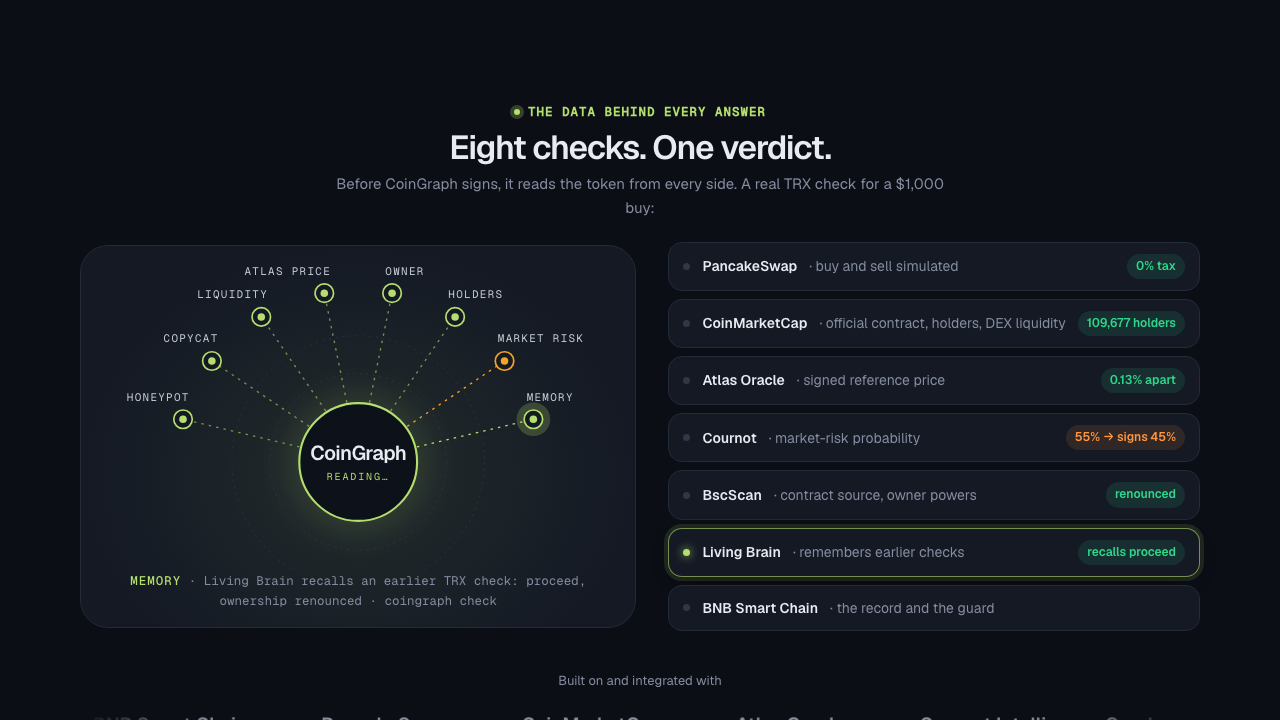 THE DATA BEHIND EVERY ANSWER
Eight checks. One verdict.
Before CoinGraph signs, it reads the token from every side. A real TRX check for a $1,000
buy:
ATLAS PRICE
OWNER
LIQUIDITY
HOLDERS
COPYCAT
MARKET RISK
HONEYPOT
MEMORY
CoinGraph
READING…
MEMORY · Living Brain recalls an earlier TRX check: proceed,
ownership renounced · coingraph check
PancakeSwap · buy and sell simulated 0% tax
CoinMarketCap · official contract, holders, DEX liquidity 109,677 holders
Atlas Oracle · signed reference price 0.13% apart
Cournot · market-risk probability 55% → signs 45%
BscScan · contract source, owner powers renounced
Living Brain · remembers earlier checks recalls proceed
BNB Smart Chain · the record and the guard
Built on and integrated with